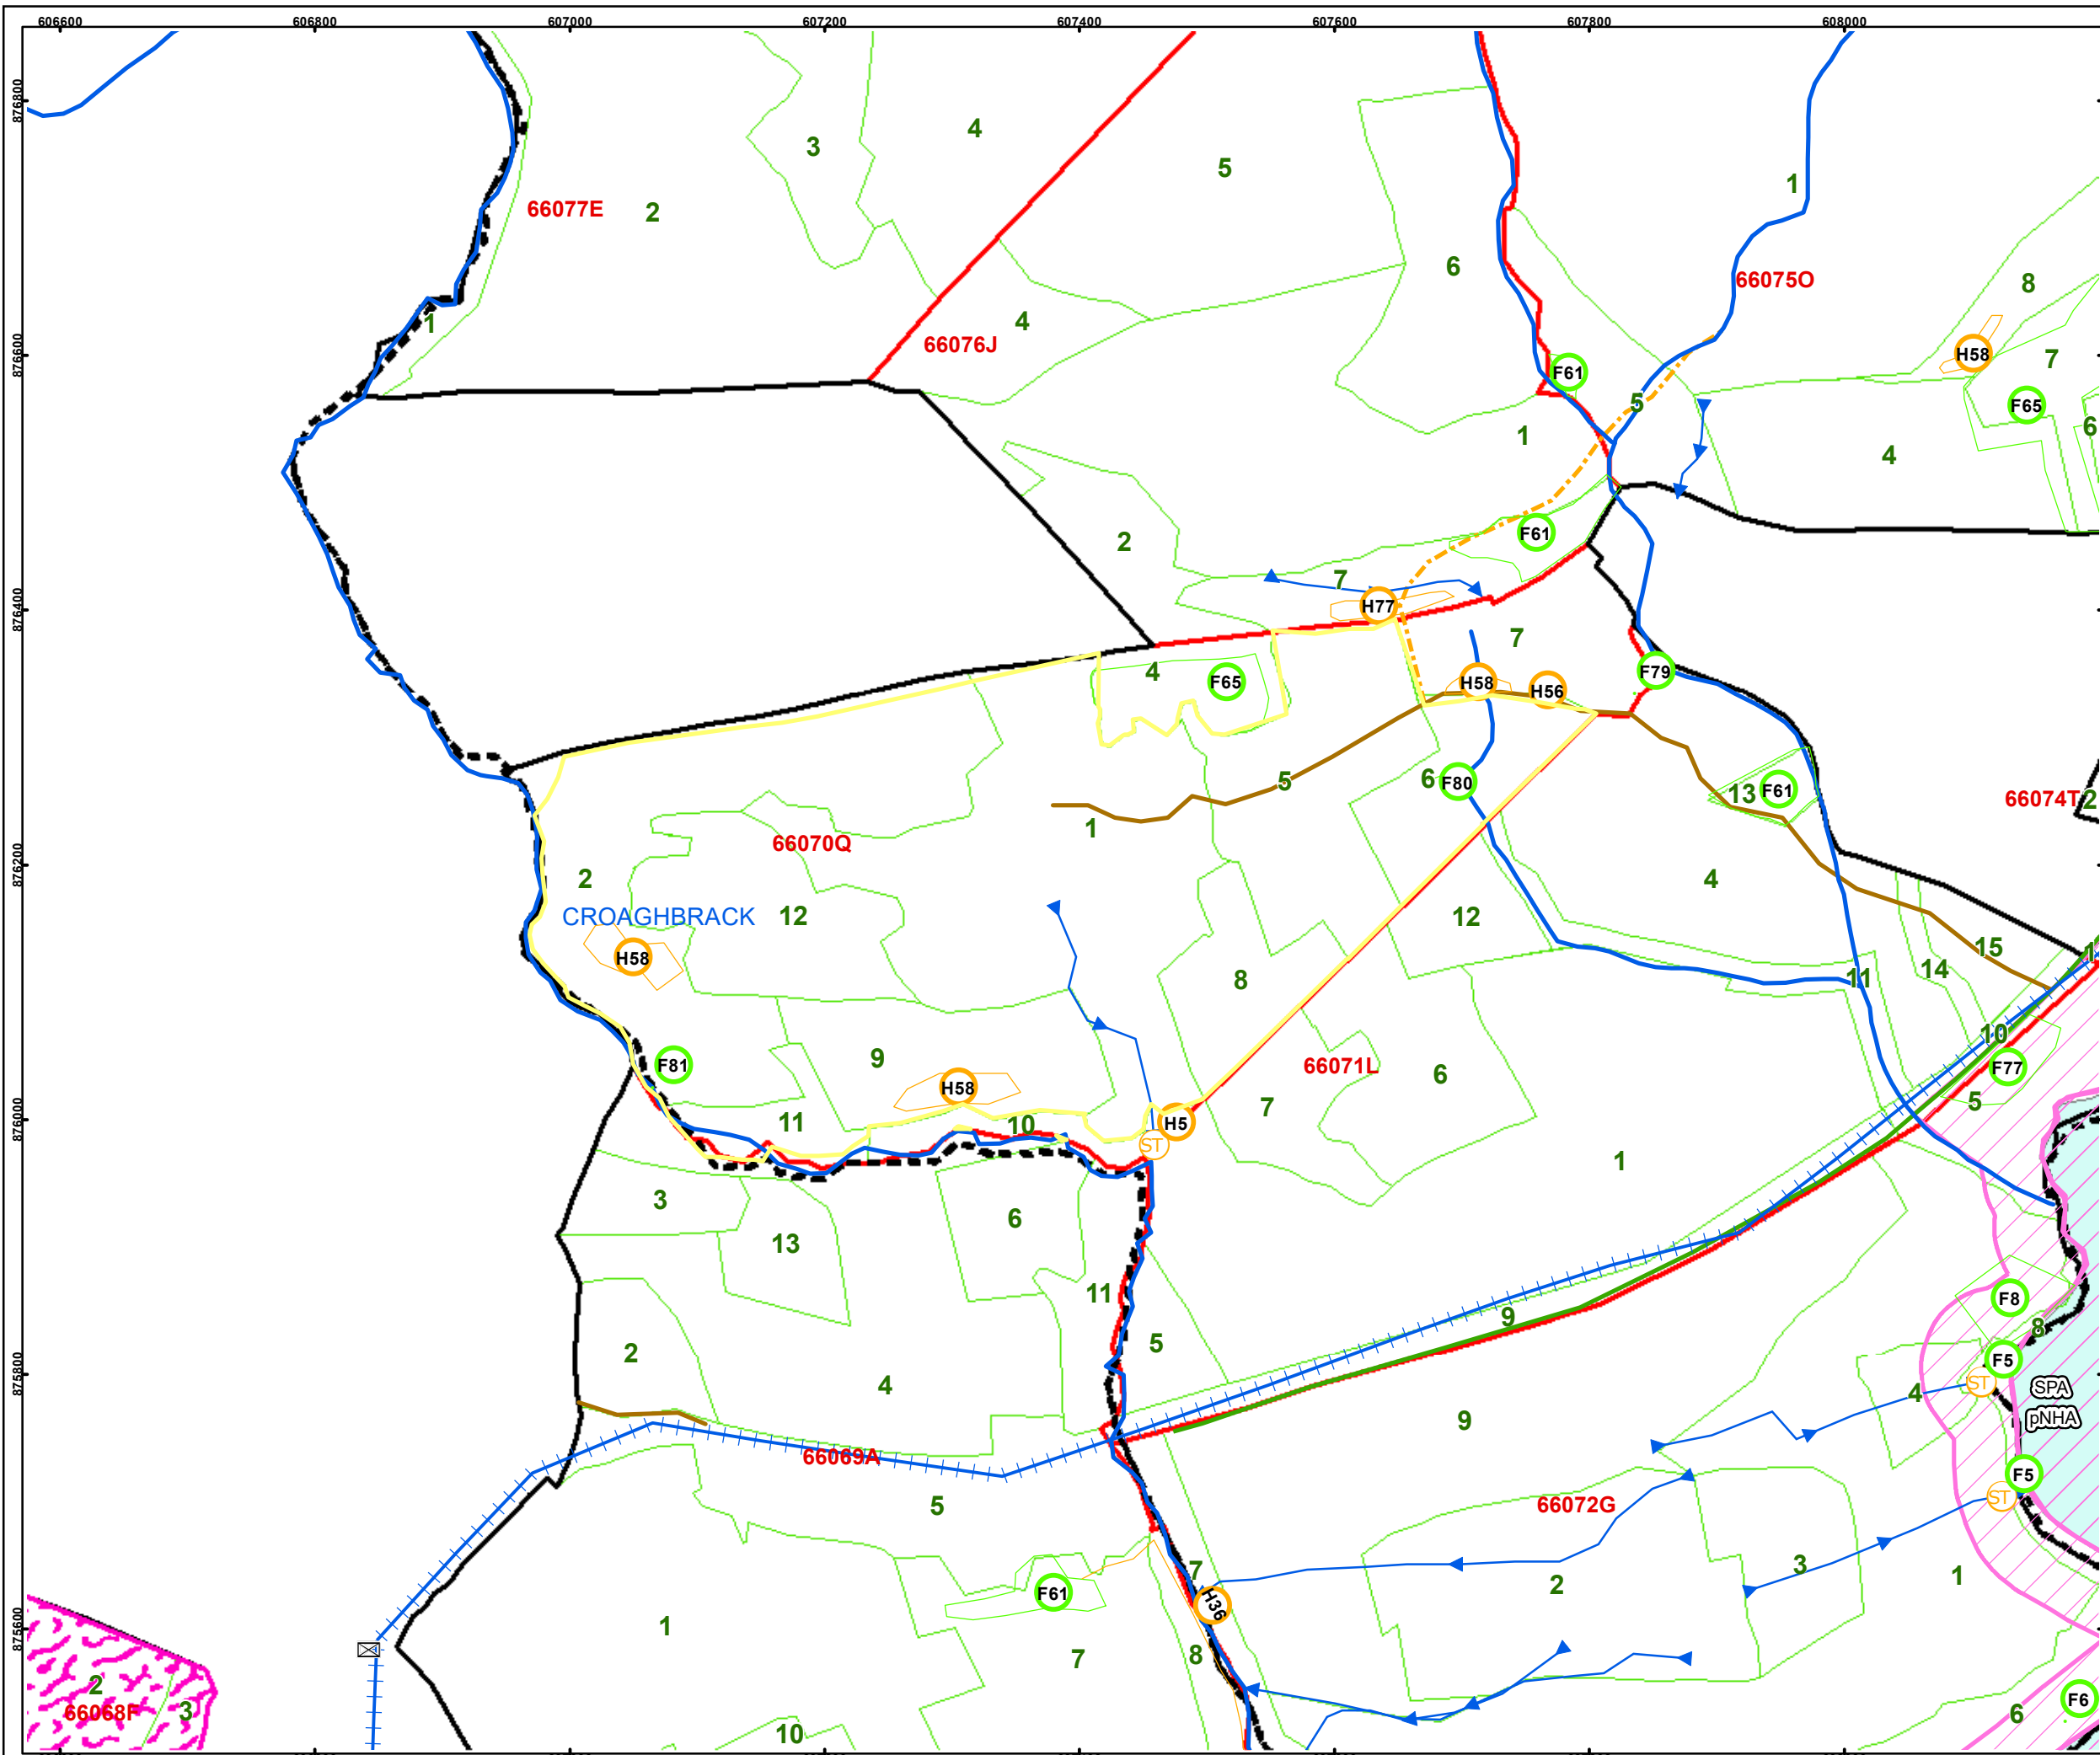 606600 606800 607000 607200 607400 607600 607800 608000
876800
876600
876400
876200
876000
875800
875600
3
4
5
1
66077E
2
6
66075O
8
1
4
66076J
H58
7
F61
F65
5
6
1
4
2
F61
7
H77
7
4
F65
H58
H56
F79
5
6
F80
13
F61
66074T
2
1
66070Q
2
4
CROAGHBRACK
12
12
H58
15
14
8
11
1
10
9
F81
66071L
6
F77
H58
7
5
11
10
H5
ST
1
3
6
13
11
F8
9
8
5
2
F5
ST
SPA
4
4
9
pNHA
66069A
F5
5
66072G
ST
7
3
1
F61
2
H36
1
7
8
2
3
66068F
F6
6
10